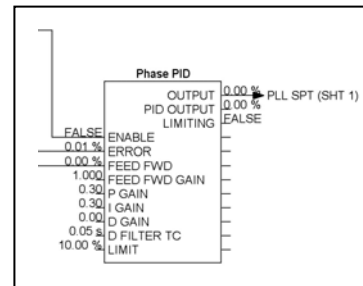 Phase PID
OUTPUT 0.00 % PLL SPT (SHT 1)
PID OUTPUT 0.00 %
LIMITING FALSE
FALSE ENABLE
0.01 % ERROR
0.00 % FEED FWD
1.000 FEED FWD GAIN
0.30 P GAIN
0.30 I GAIN
0.00 D GAIN
0.05 s D FILTER TC
10.00 % LIMIT